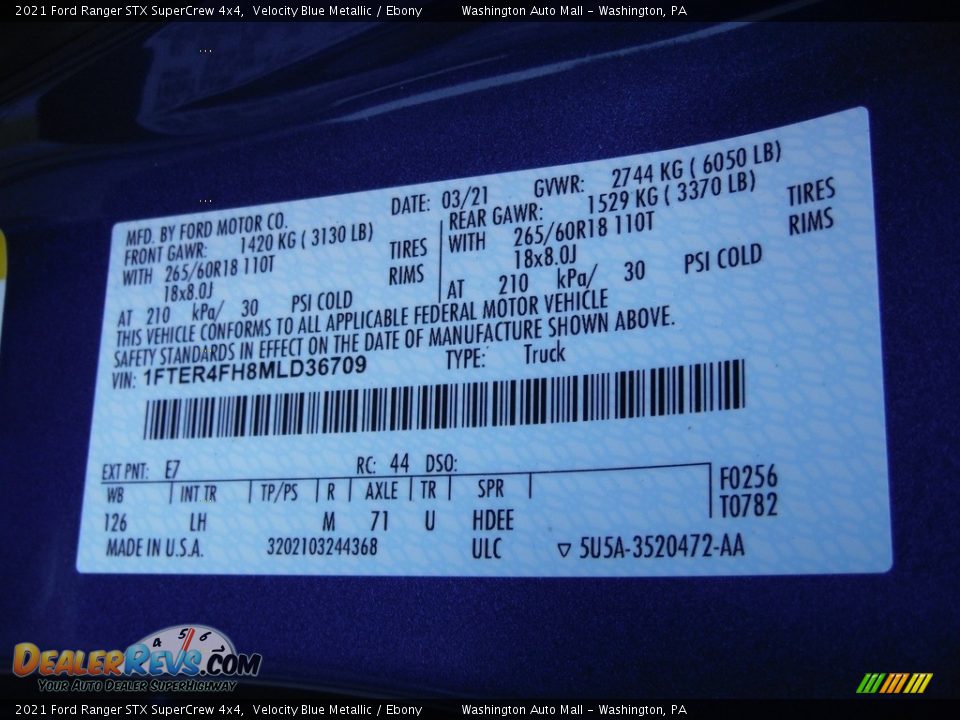 2021 Ford Ranger STX SuperCrew 4x4, Velocity Blue Metallic / Ebony Washington Auto Mall - Washington, PA
MFD. BY FORD MOTOR CO. DATE: 03/21 GVWR: 2744 KG ( 6050 LB)
FRONT GAWR: 1420 KG ( 3130 LB) REAR GAWR: 1529 KG ( 3370 LB)
WITH 265/60R18 110T TIRES WITH 265/60R18 110T TIRES
18x8.0J RIMS 18x8.0J RIMS
AT 210 kPa/ 30 PSI COLD AT 210 kPa/ 30 PSI COLD
THIS VEHICLE CONFORMS TO ALL APPLICABLE FEDERAL MOTOR VEHICLE
SAFETY STANDARDS IN EFFECT ON THE DATE OF MANUFACTURE SHOWN ABOVE.
VIN: 1FTER4FH8MLD36709 TYPE: Truck
EXT PNT: E7 RC: 44 DSO:
WB INT TR TP/PS R AXLE TR SPR F0256
126 LH M 71 U HDEE T0782
MADE IN U.S.A. 3202103244368 ULC ▽ 5U5A-3520472-AA
4 5 6
DEALERREVS.COM
YOUR AUTO DEALER SUPERHIGHWAY
2021 Ford Ranger STX SuperCrew 4x4, Velocity Blue Metallic / Ebony Washington Auto Mall - Washington, PA